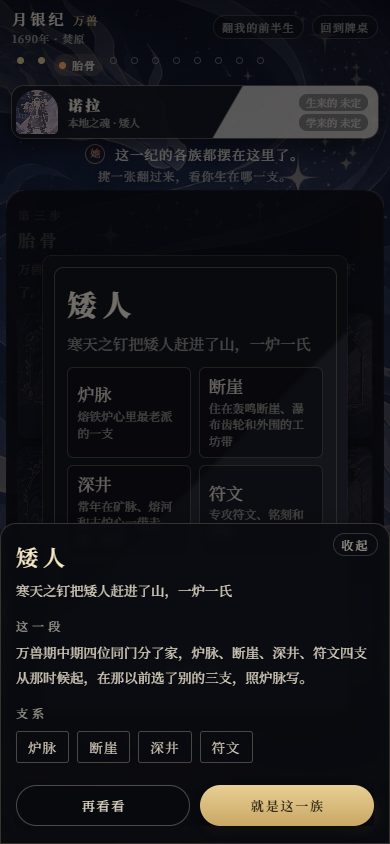 月银纪 万兽
1690年 · 焚原
翻我的前半生
回到牌桌
胎骨
诺拉
本地之魂 · 矮人
生来的 未定
学来的 未定
她 这一纪的各族都摆在这里了。
挑一张翻过来，看你生在哪一支。
第三步
胎骨
万兽
了。
矮人
寒天之钉把矮人赶进了山，一炉一氏
炉脉
熔铁炉心里最老派
的一支
断崖
住在轰鸣断崖、瀑
布齿轮和外围的工
坊带
深井
常年在矿脉、熔河
和古炉心一带走
符文
专攻符文、铭刻和
矮人
收起
寒天之钉把矮人赶进了山，一炉一氏
这一段
万兽期中期四位同门分了家，炉脉、断崖、深井、符文四支
从那时候起，在那以前选了别的三支，照炉脉写。
支系
炉脉
断崖
深井
符文
再看看
就是这一族